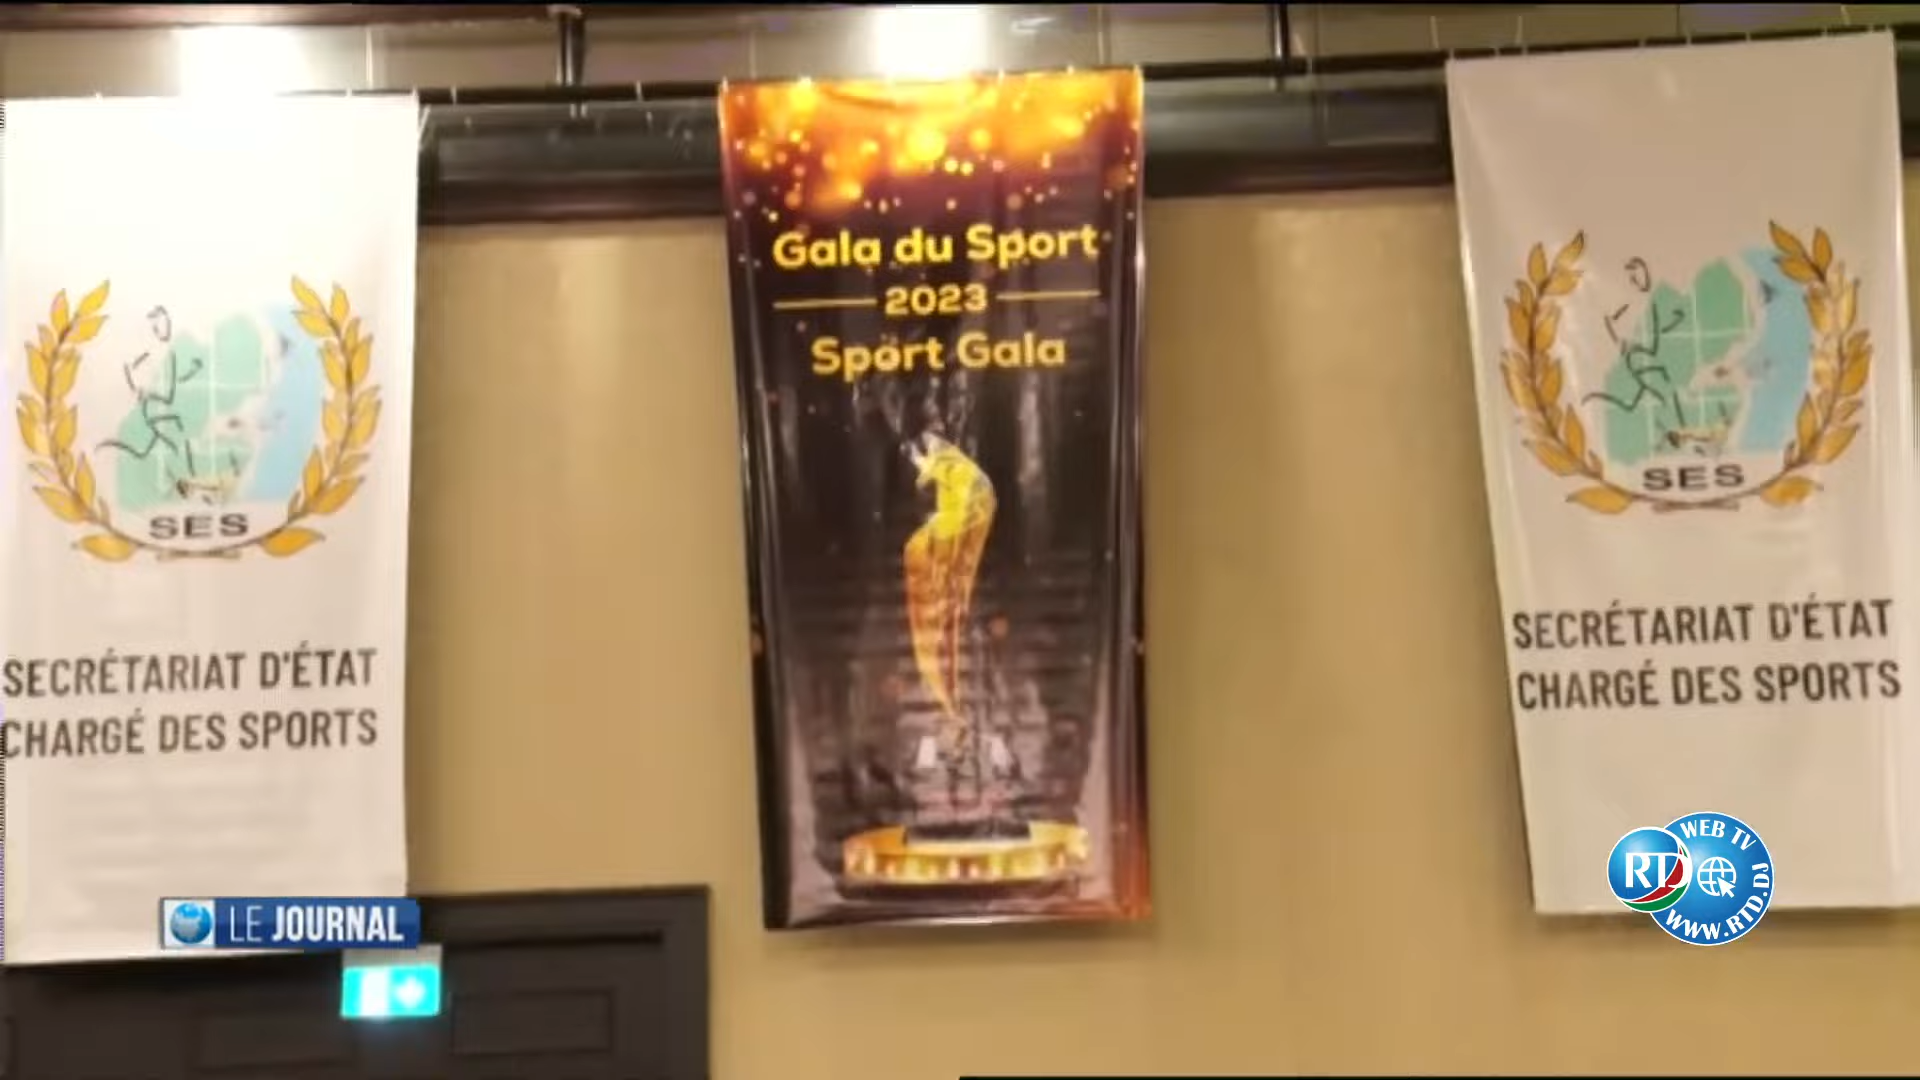 SES
SECRÉTARIAT D'ÉTAT
CHARGÉ DES SPORTS
Gala du Sport
2023
Sport Gala
SES
SECRÉTARIAT D'ÉTAT
CHARGÉ DES SPORTS
LE JOURNAL
WEB TV
RTD
WWW.RTD.DJ